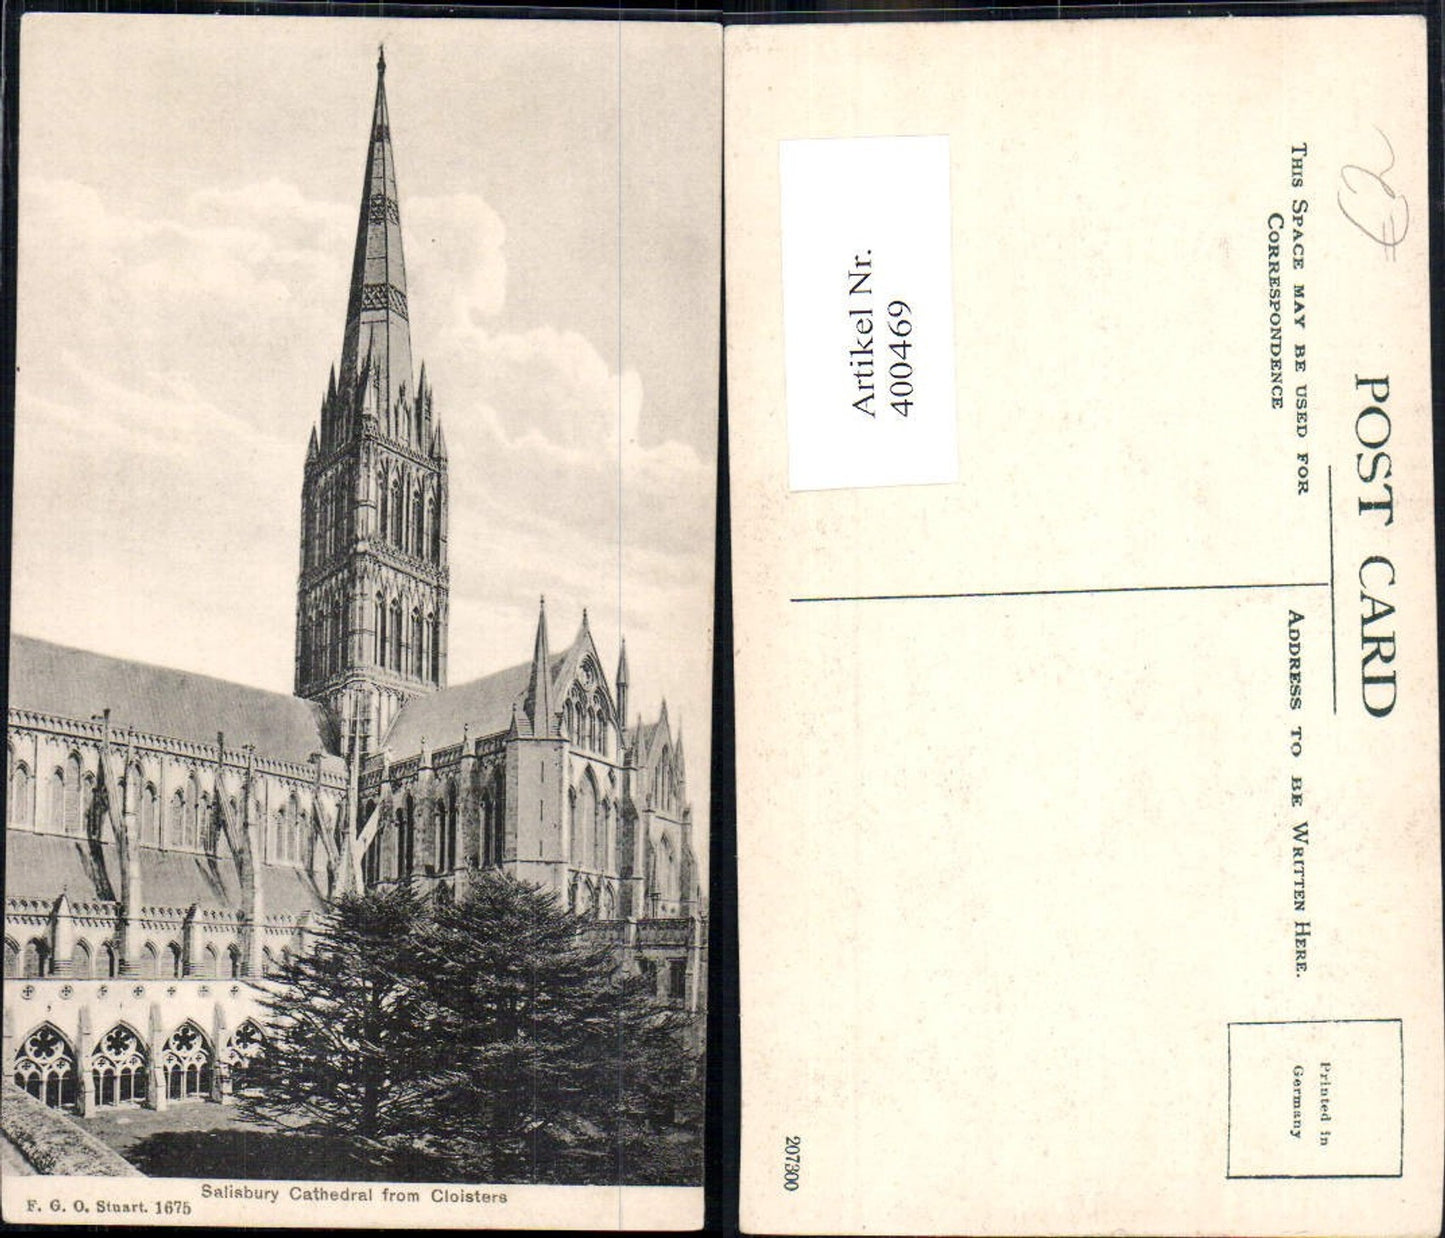 Salisbury Cathedral from Cloisters
F. G. O. Stuart. 1675
Artikel Nr.
400469
POST CARD
THIS SPACE MAY BE USED FOR
CORRESPONDENCE
ADDRESS TO BE WRITTEN HERE.
Printed in
Germany
207300